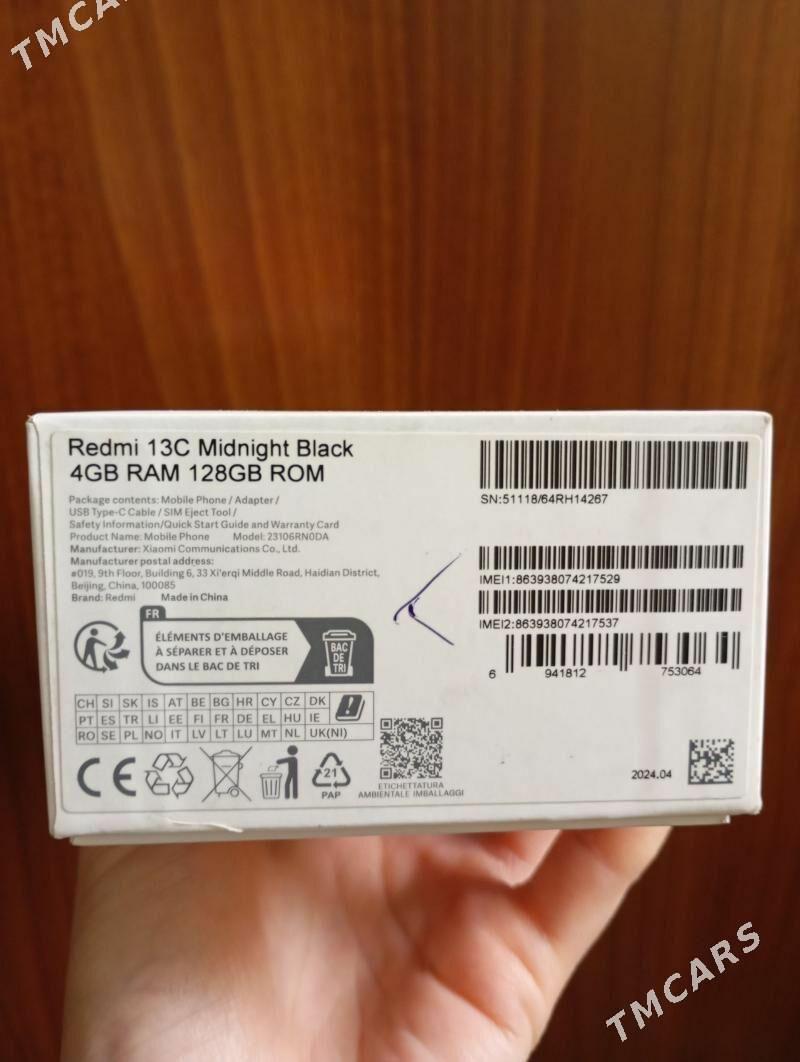 TMCARS
Redmi 13C Midnight Black
4GB RAM 128GB ROM
Package contents: Mobile Phone / Adapter /
USB Type-C Cable / SIM Eject Tool /
Safety Information/Quick Start Guide and Warranty Card
Product Name: Mobile Phone Model: 23106RN0DA
Manufacturer: Xiaomi Communications Co., Ltd.
Manufacturer postal address:
#019, 9th Floor, Building 6, 33 Xi'erqi Middle Road, Haidian District,
Beijing, China, 100085
Brand: Redmi Made in China
FR
ÉLÉMENTS D'EMBALLAGE
À SÉPARER ET À DÉPOSER
DANS LE BAC DE TRI
BAC
DE
TRI
CH SI SK IS AT BE BG HR CY CZ DK
PT ES TR LI EE FI FR DE EL HU IE
RO SE PL NO IT LV LT LU MT NL UK(NI)
CE
21
PAP
ETICHETTATURA
AMBIENTALE IMBALLAGGI
SN:51118/64RH14267
IMEI1:863938074217529
IMEI2:863938074217537
6 941812 753064
2024.04
TMCARS